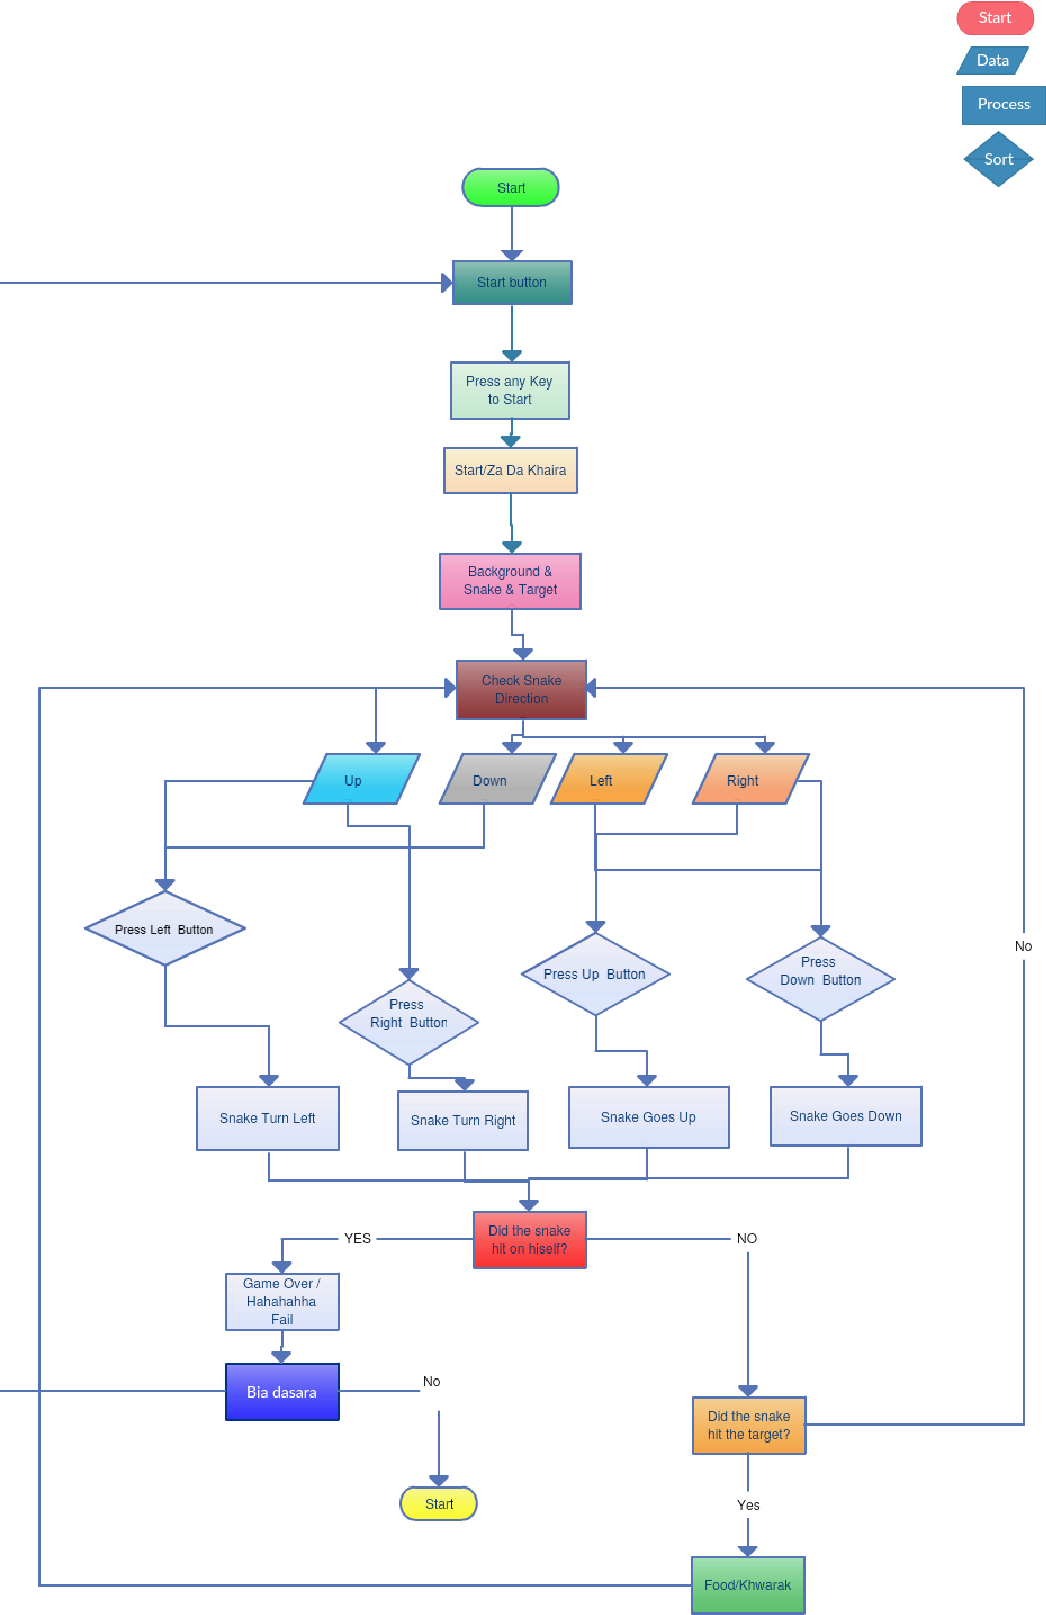 Start
Data
Process
Sort
Start
Start button
Press any Key
to Start
Start/Za Da Khaira
Background &
Snake & Target
Check Snake
Direction
Up
Down
Left
Right
Press Left Button
Press
Right Button
Press Up Button
Press
Down Button
No
Snake Turn Left
Snake Turn Right
Snake Goes Up
Snake Goes Down
Did the snake
hit on hiself?
YES
NO
Game Over /
Hahahahha
Fail
Bia dasara
No
Did the snake
hit the target?
Start
Yes
Food/Khwarak